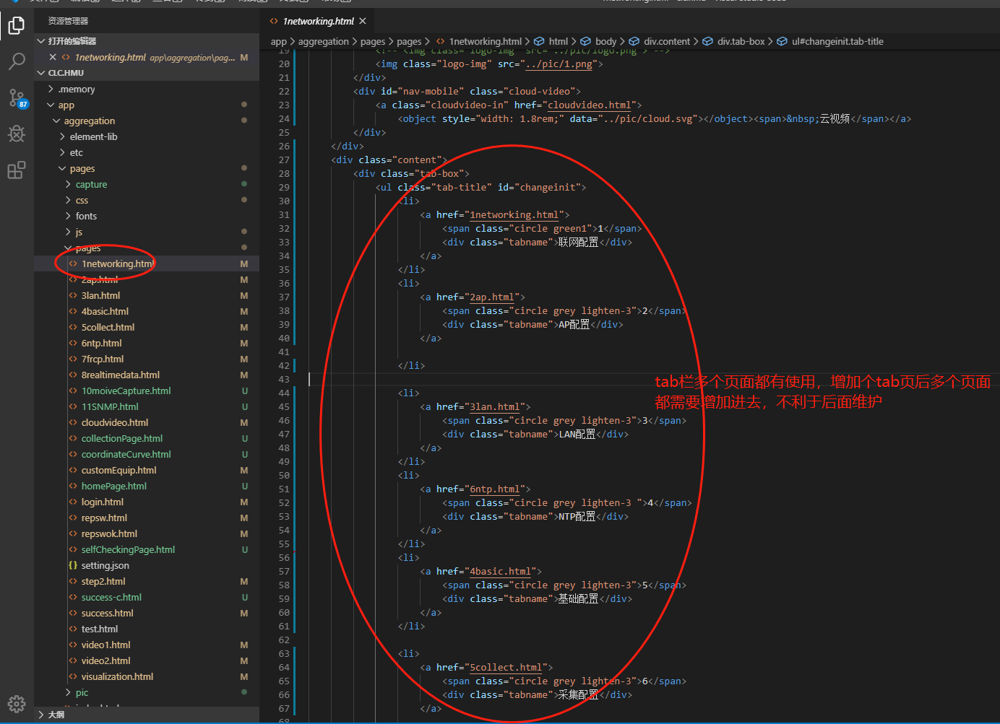 资源管理器
打开的编辑器
1networking.html app\aggregation\pag... M
CLC.HMU
.memory
app
aggregation
element-lib
etc
pages
capture
css
fonts
js
pages
1networking.html M
2ap.html M
3lan.html M
4basic.html M
5collect.html M
6ntp.html M
7frcp.html M
8realtimedata.html M
10moiveCapture.html U
11SNMP.html U
cloudvideo.html M
collectionPage.html U
coordinateCurve.html U
customEquip.html M
homePage.html U
login.html M
repsw.html M
repswok.html M
selfCheckingPage.html U
setting.json
step2.html M
success-c.html U
success.html M
test.html
video1.html M
video2.html M
visualization.html M
pic
大纲
87
1networking.html
app > aggregation > pages > pages > 1networking.html > html > body > div.content > div.tab-box > ul#changeinit.tab-title
19 <!-- <img class="logo-img" src="../pic/logo.png"> -->
20 <img class="logo-img" src="../pic/1.png">
21 </div>
22 <div id="nav-mobile" class="cloud-video">
23 <a class="cloudvideo-in" href="cloudvideo.html">
24 <object style="width: 1.8rem;" data="../pic/cloud.svg"></object><span>&nbsp;云视频</span></a>
25 </div>
26 </div>
27 <div class="content">
28 <div class="tab-box">
29 <ul class="tab-title" id="changeinit">
30 <li>
31 <a href="1networking.html">
32 <span class="circle green1">1</span>
33 <div class="tabname">联网配置</div>
34 </a>
35 </li>
36 <li>
37 <a href="2ap.html">
38 <span class="circle grey lighten-3">2</span>
39 <div class="tabname">AP配置</div>
40 </a>
41
42 </li>
43
44 <li>
45 <a href="3lan.html">
46 <span class="circle grey lighten-3">3</span>
47 <div class="tabname">LAN配置</div>
48 </a>
49 </li>
50 <li>
51 <a href="6ntp.html">
52 <span class="circle grey lighten-3 ">4</span>
53 <div class="tabname">NTP配置</div>
54 </a>
55 </li>
56 <li>
57 <a href="4basic.html">
58 <span class="circle grey lighten-3">5</span>
59 <div class="tabname">基础配置</div>
60 </a>
61 </li>
62
63 <li>
64 <a href="5collect.html">
65 <span class="circle grey lighten-3">6</span>
66 <div class="tabname">采集配置</div>
67 </a>
68
tab栏多个页面都有使用，增加个tab页后多个页面
都需要增加进去，不利于后面维护